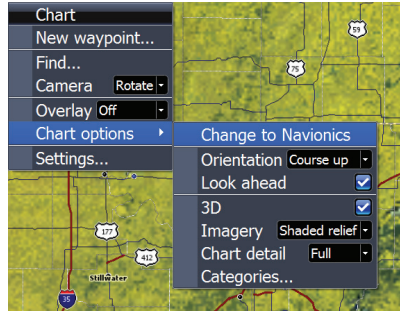 Chart
New waypoint...
Find...
Camera Rotate
Overlay Off
Chart options
Settings...
Change to Navionics
Orientation Course up
Look ahead
3D
Imagery Shaded relief
Chart detail Full
Categories...
59
75
177
412
Stillwater
35